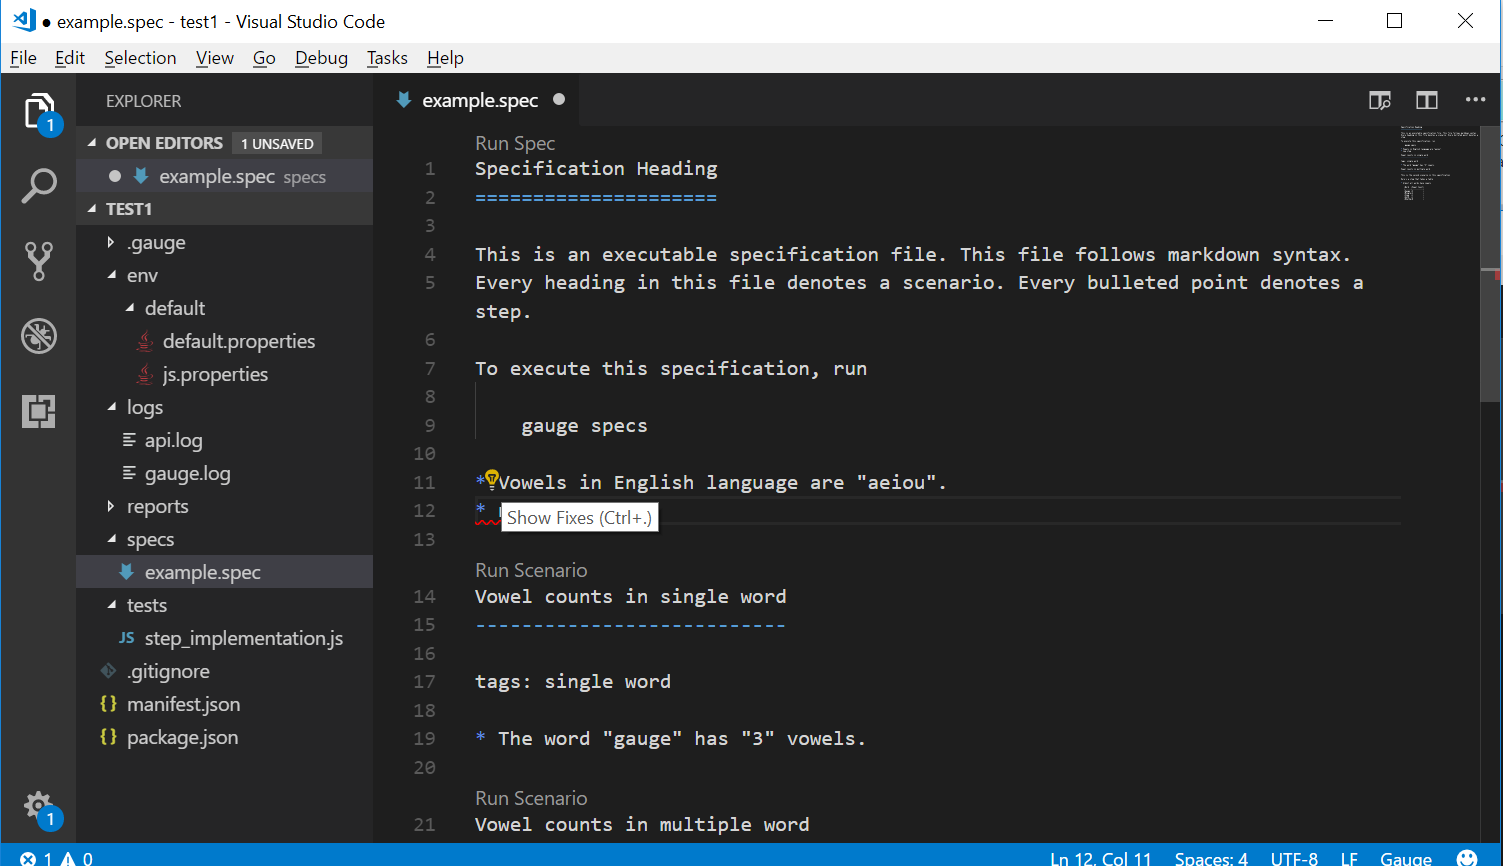 example.spec - test1 - Visual Studio Code
File Edit Selection View Go Debug Tasks Help
EXPLORER
1
OPEN EDITORS 1 UNSAVED
example.spec specs
TEST1
.gauge
env
default
default.properties
js.properties
logs
api.log
gauge.log
reports
specs
example.spec
tests
JS step_implementation.js
.gitignore
{} manifest.json
{} package.json
1
example.spec
Run Spec
1 Specification Heading
2 =====================
3
4 This is an executable specification file. This file follows markdown syntax.
5 Every heading in this file denotes a scenario. Every bulleted point denotes a
step.
6
7 To execute this specification, run
8
9 gauge specs
10
11 * Vowels in English language are "aeiou".
12 *
Show Fixes (Ctrl+.)
13
Run Scenario
14 Vowel counts in single word
15 ---------------------------
16
17 tags: single word
18
19 * The word "gauge" has "3" vowels.
20
Run Scenario
21 Vowel counts in multiple word
1 0 Ln 12, Col 11 Spaces: 4 UTF-8 LF Gauge